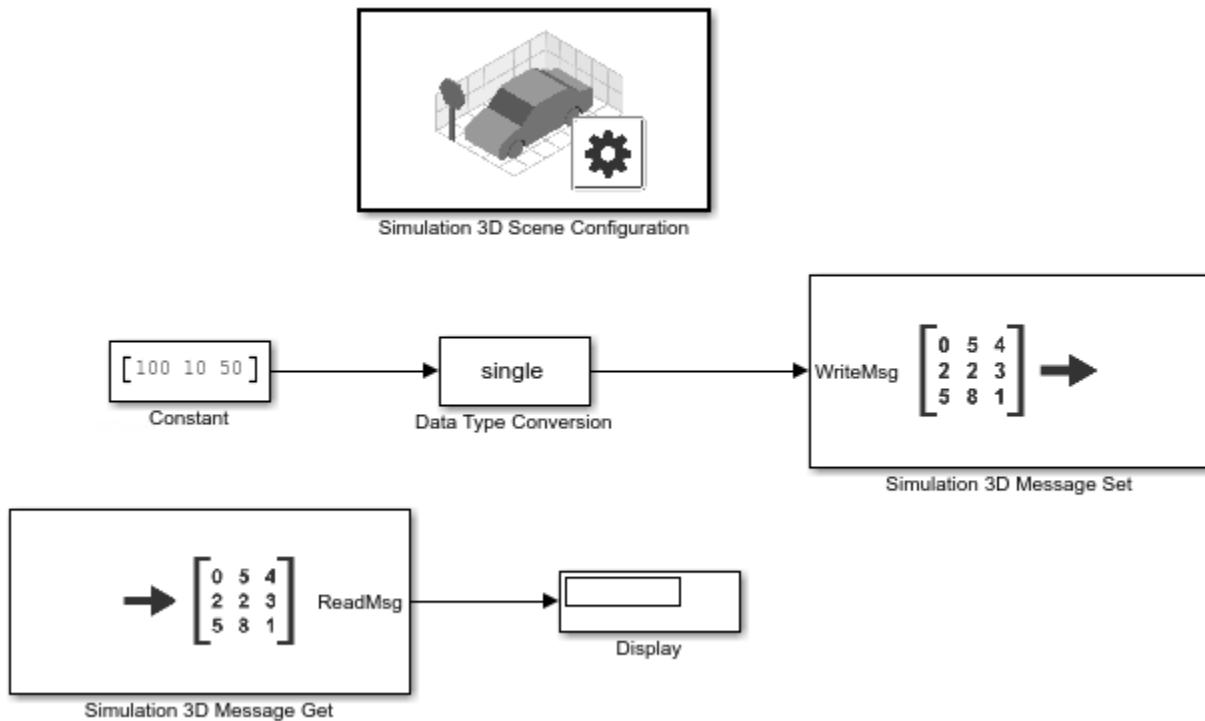 Simulation 3D Scene Configuration
[100 10 50]
Constant
single
Data Type Conversion
WriteMsg
0 5 4
2 2 3
5 8 1
Simulation 3D Message Set
0 5 4
2 2 3
5 8 1
ReadMsg
Simulation 3D Message Get
Display